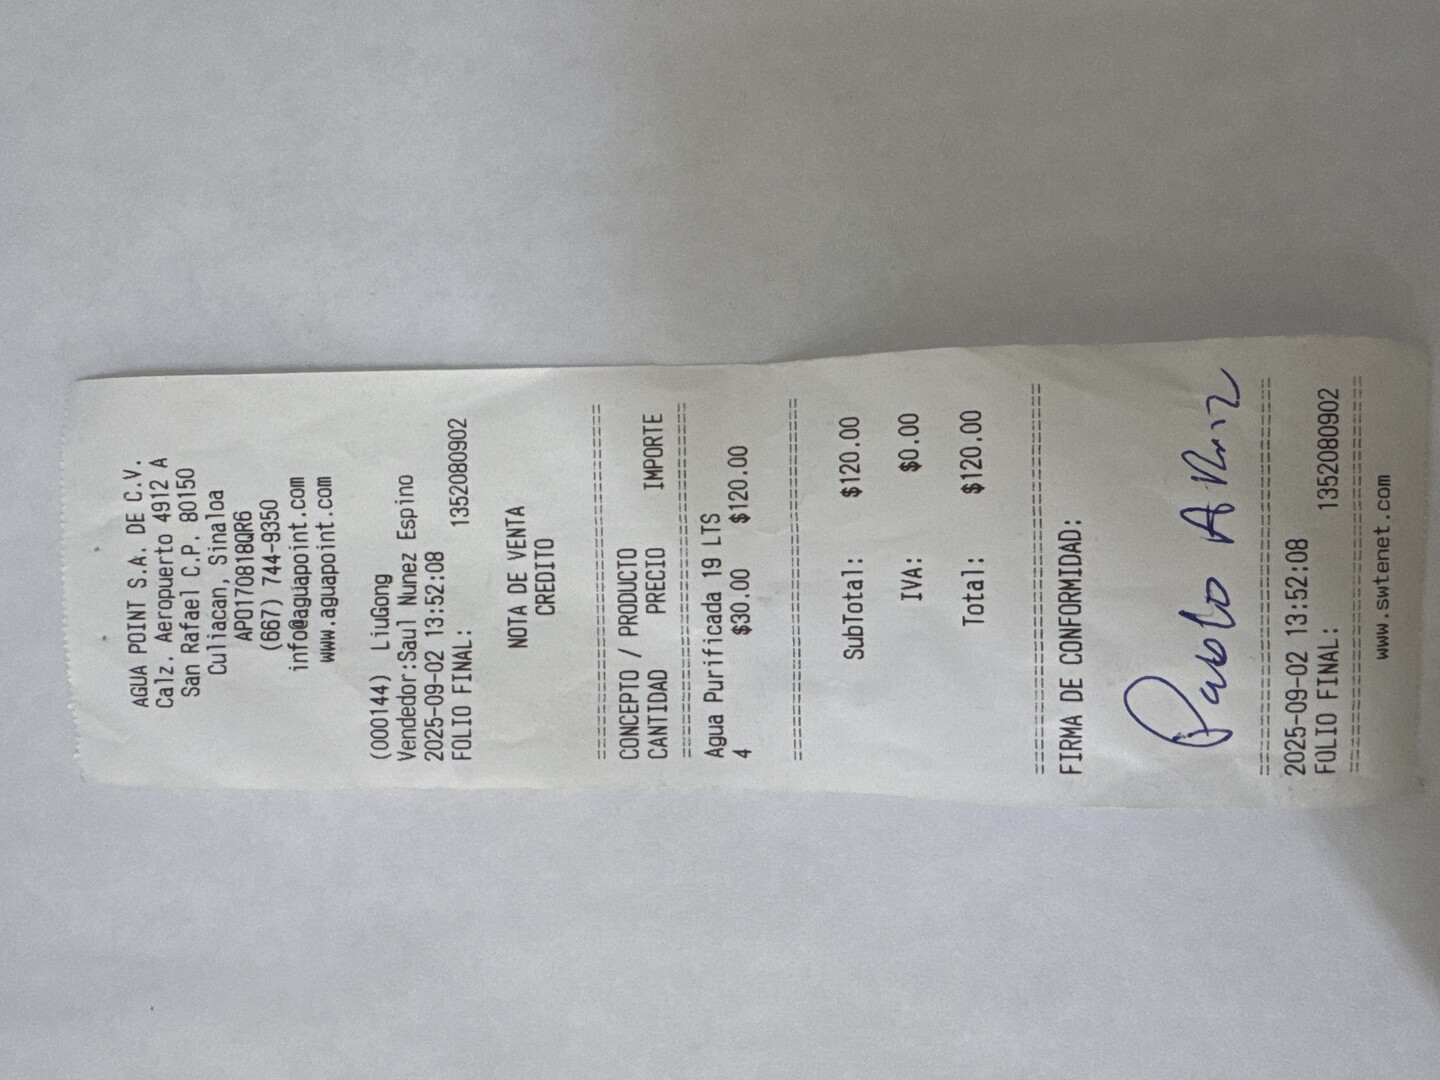 AGUA POINT S.A. DE C.V.
Calz. Aeropuerto 4912 A
San Rafael C.P. 80150
Culiacan, Sinaloa
APO170818QR6
(667) 744-9350
info@aguapoint.com
www.aguapoint.com
(000144) LiuGong
Vendedor:Saul Nunez Espino
2025-09-02 13:52:08
FOLIO FINAL: 1352080902
NOTA DE VENTA
CREDITO
CONCEPTO / PRODUCTO
CANTIDAD PRECIO IMPORTE
Agua Purificada 19 LTS
4 $30.00 $120.00
SubTotal: $120.00
IVA: $0.00
Total: $120.00
FIRMA DE CONFORMIDAD:
Pablo A Ruiz
2025-09-02 13:52:08
FOLIO FINAL: 1352080902
www.swtenet.com